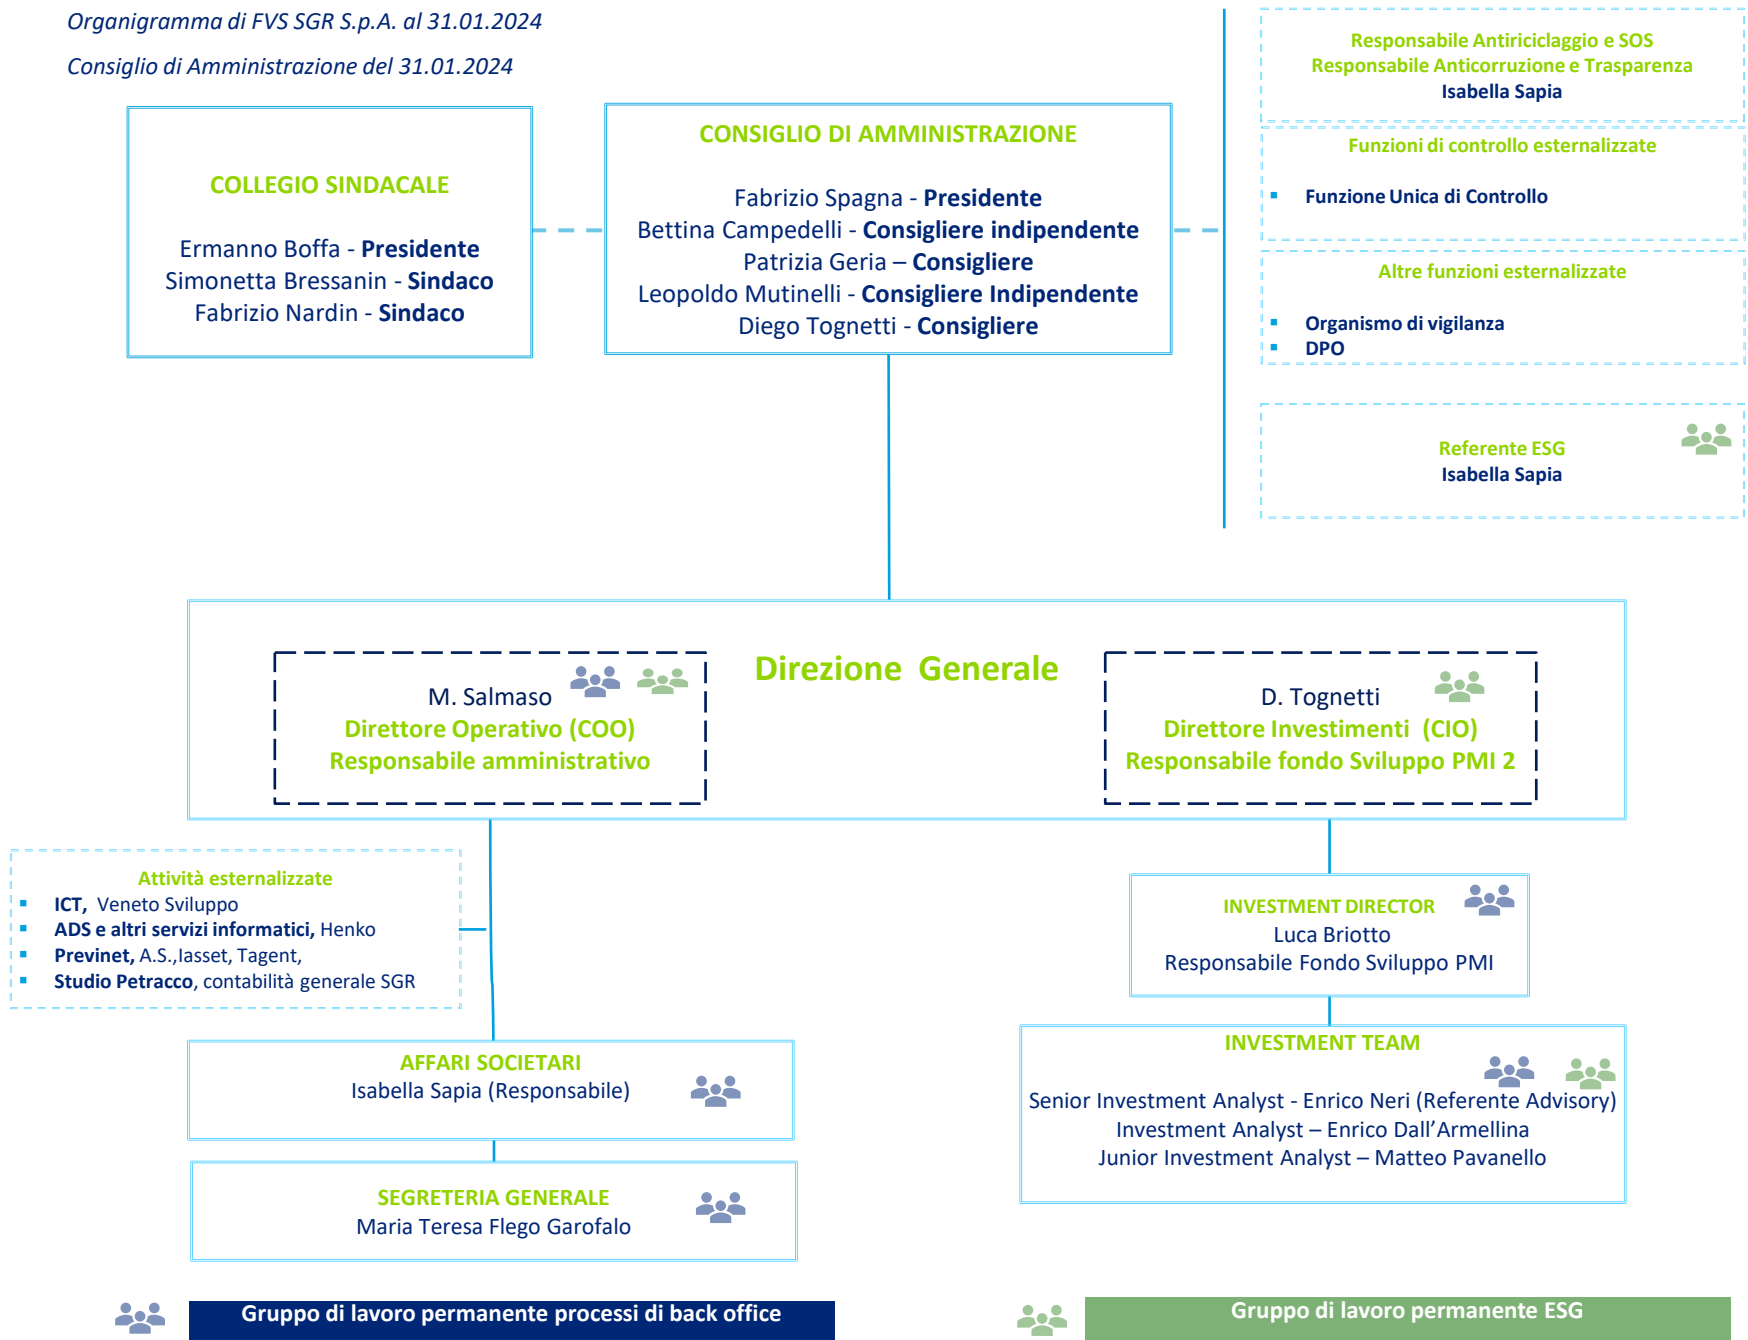 Organigramma di FVS SGR S.p.A. al 31.01.2024
Consiglio di Amministrazione del 31.01.2024
COLLEGIO SINDACALE
Ermanno Boffa - Presidente
Simonetta Bressanin - Sindaco
Fabrizio Nardin - Sindaco
CONSIGLIO DI AMMINISTRAZIONE
Fabrizio Spagna - Presidente
Bettina Campedelli - Consigliere indipendente
Patrizia Geria – Consigliere
Leopoldo Mutinelli - Consigliere Indipendente
Diego Tognetti - Consigliere
Responsabile Antiriciclaggio e SOS
Responsabile Anticorruzione e Trasparenza
Isabella Sapia
Funzioni di controllo esternalizzate
▪ Funzione Unica di Controllo
Altre funzioni esternalizzate
▪ Organismo di vigilanza
▪ DPO
Referente ESG
Isabella Sapia
Direzione Generale
M. Salmaso
Direttore Operativo (COO)
Responsabile amministrativo
D. Tognetti
Direttore Investimenti (CIO)
Responsabile fondo Sviluppo PMI 2
Attività esternalizzate
▪ ICT, Veneto Sviluppo
▪ ADS e altri servizi informatici, Henko
▪ Previnet, A.S.,Iasset, Tagent,
▪ Studio Petracco, contabilità generale SGR
INVESTMENT DIRECTOR
Luca Briotto
Responsabile Fondo Sviluppo PMI
AFFARI SOCIETARI
Isabella Sapia (Responsabile)
INVESTMENT TEAM
Senior Investment Analyst - Enrico Neri (Referente Advisory)
Investment Analyst – Enrico Dall'Armellina
Junior Investment Analyst – Matteo Pavanello
SEGRETERIA GENERALE
Maria Teresa Flego Garofalo
Gruppo di lavoro permanente processi di back office
Gruppo di lavoro permanente ESG